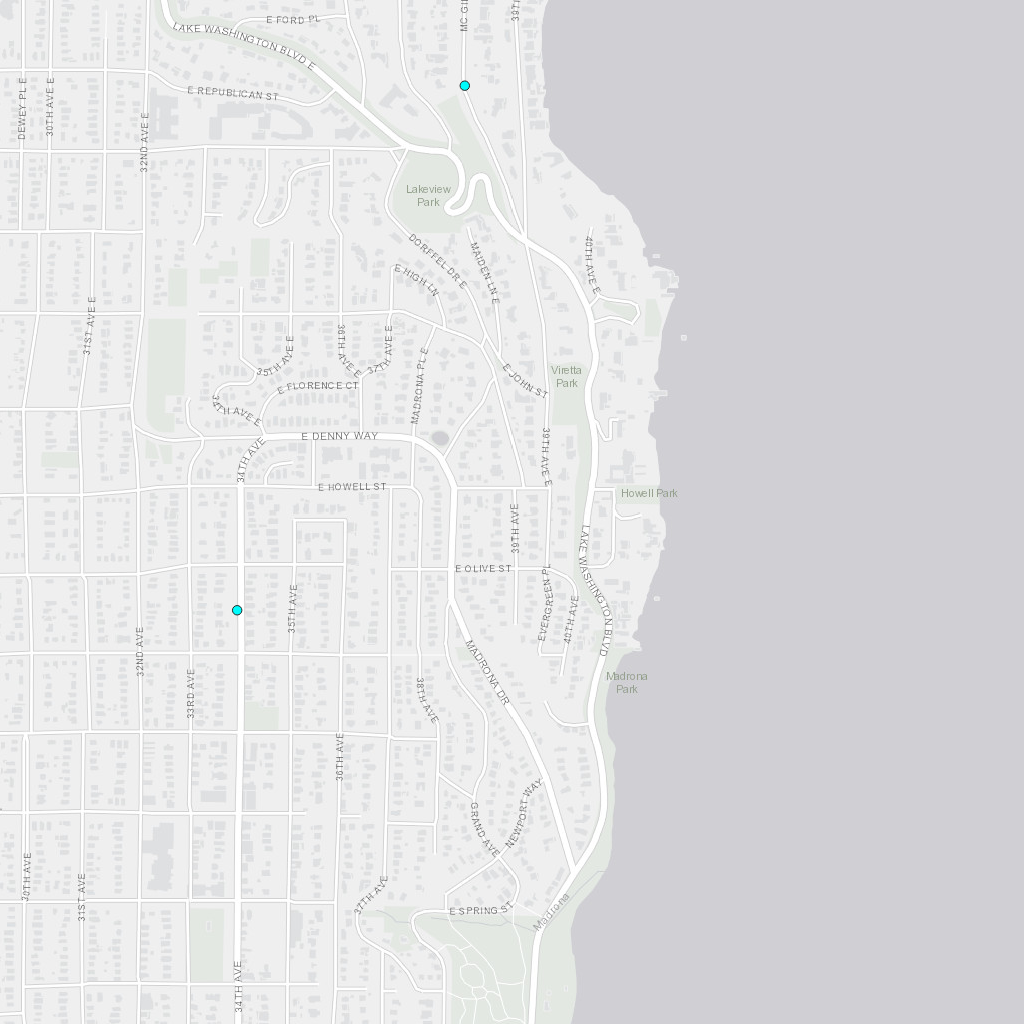 E FORD PL
MC GI
39TH
LAKE WASHINGTON BLVD E
E REPUBLICAN ST
DEWEY PL E
30TH AVE E
32ND AVE E
Lakeview
Park
DORFFEL DR E
MAIDEN LN E
40TH AVE E
E HIGH LN
31ST AVE E
36TH AVE E
37TH AVE E
35TH AVE E
E JOHN ST
Viretta
Park
E FLORENCE CT
MADRONA PL E
34TH AVE E
E DENNY WAY
34TH AVE
39TH AVE E
E HOWELL ST
Howell Park
39TH AVE
LAKE WASHINGTON BLVD
E OLIVE ST
EVERGREEN PL
40TH AVE
35TH AVE
32ND AVE
33RD AVE
MADRONA DR
Madrona
Park
38TH AVE
36TH AVE
GRAND AVE
NEWPORT WAY
30TH AVE
31ST AVE
37TH AVE
E SPRING ST
Madrona
34TH AVE